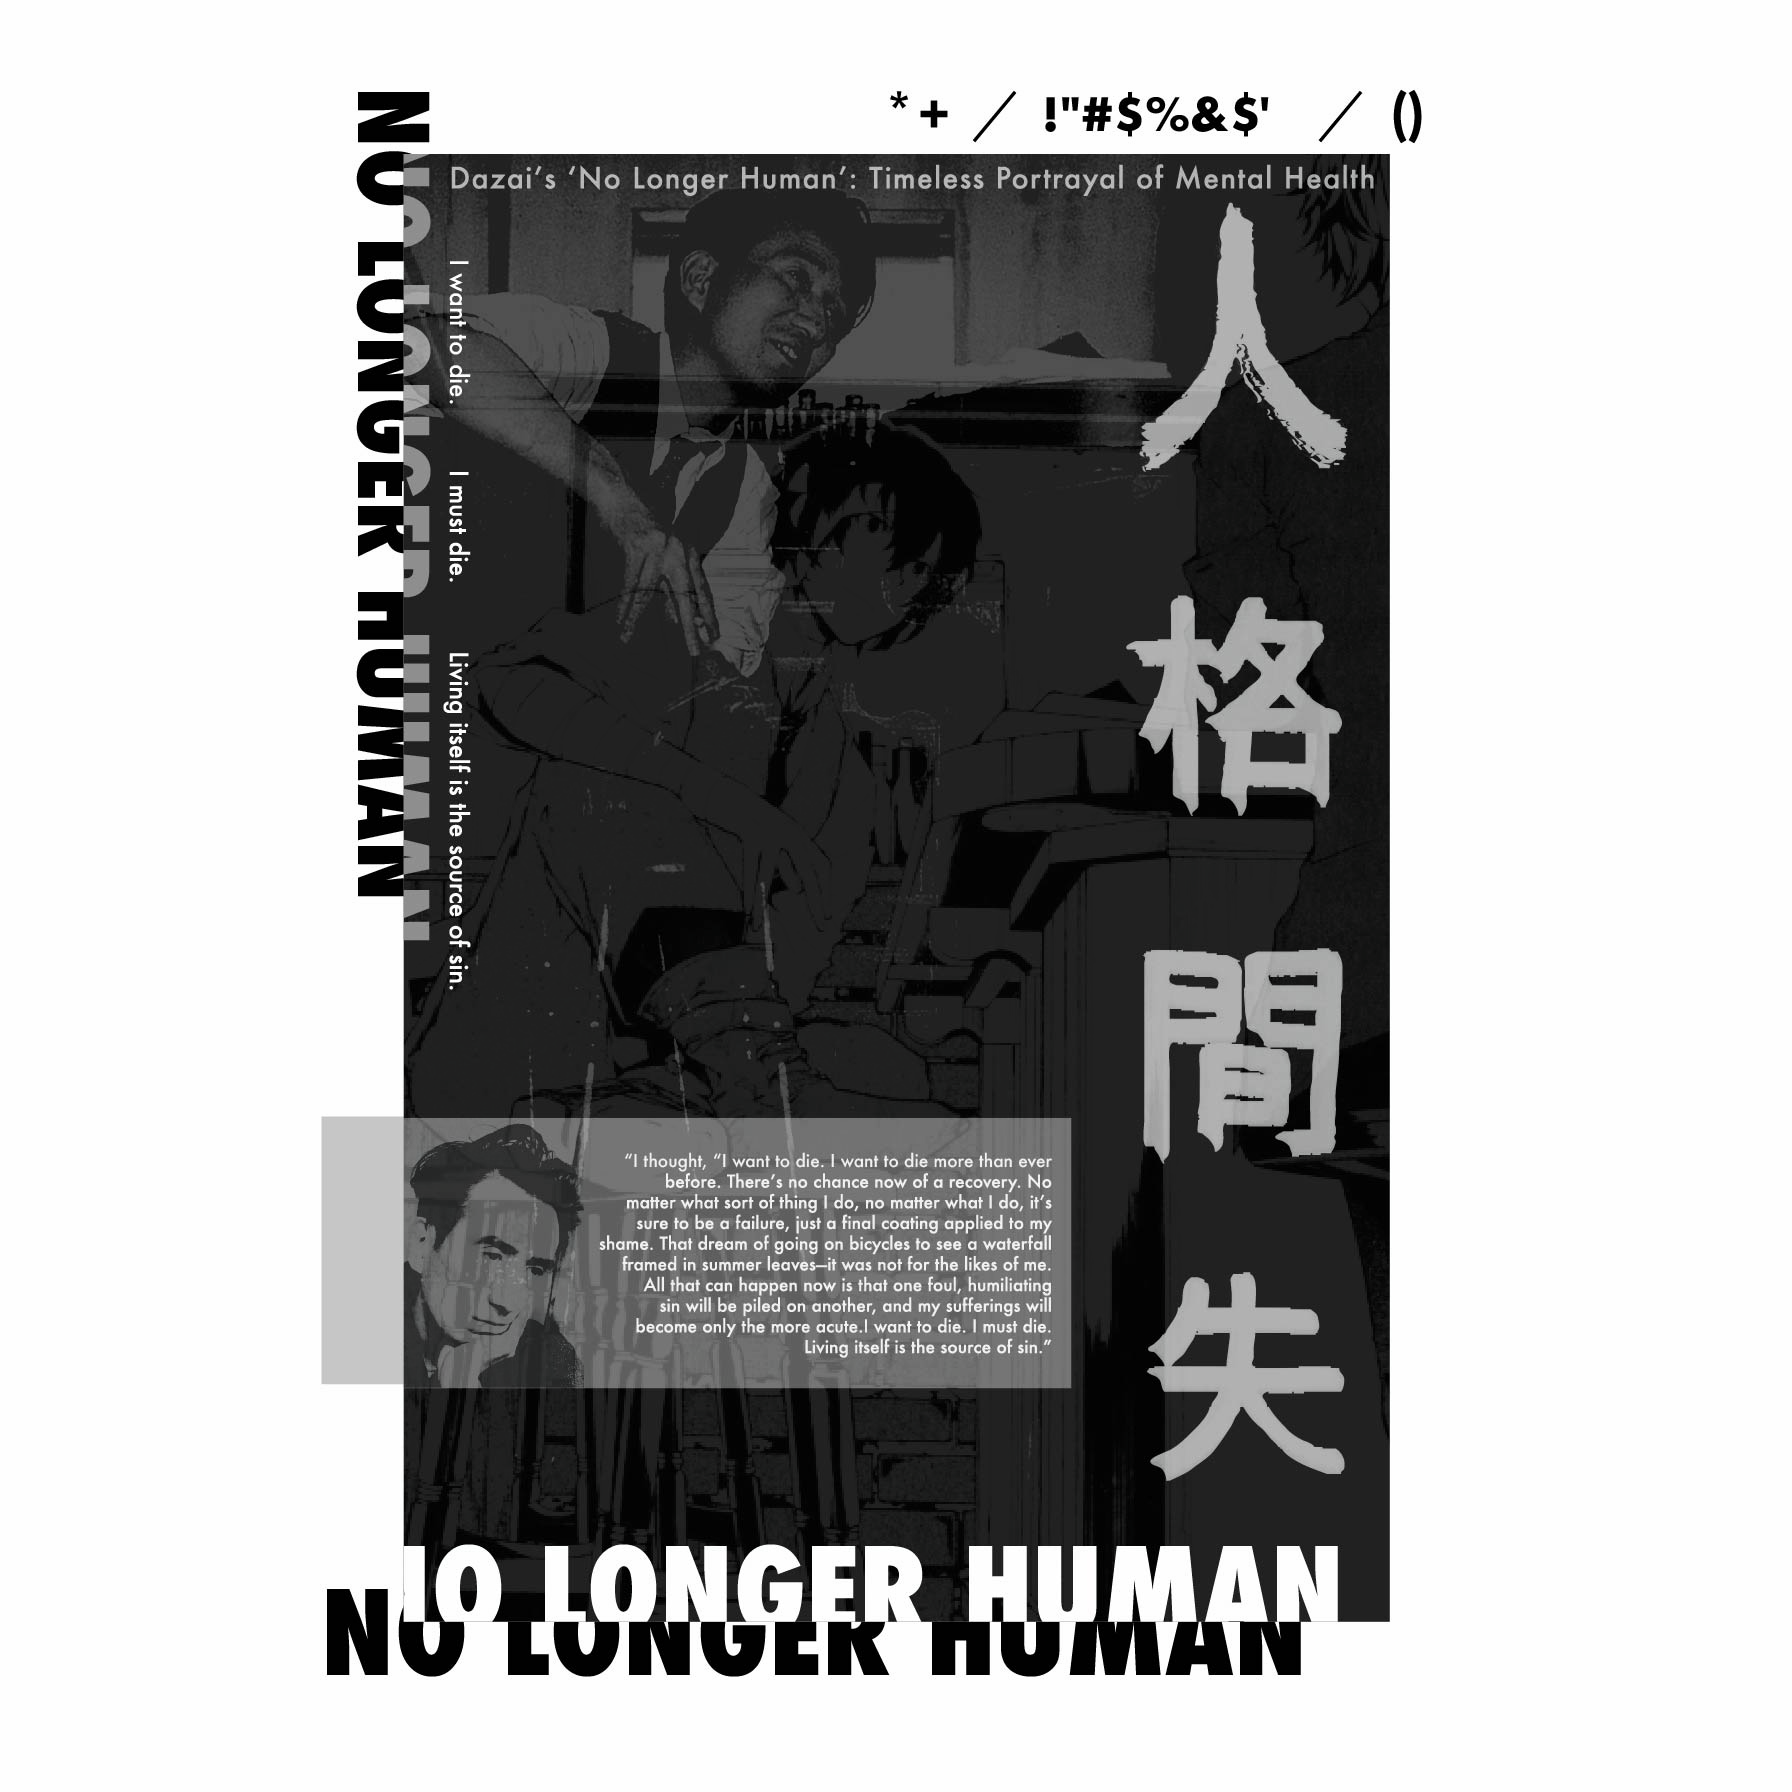 *+ / !"#$%&$' / ()
Dazai's 'No Longer Human': Timeless Portrayal of Mental Health
NO LONGER HUMAN
NO LONGER HUMAN
I want to die. I must die. Living itself is the source of sin.
人格間失
“I thought, “I want to die. I want to die more than ever
before. There's no chance now of a recovery. No
matter what sort of thing I do, no matter what I do, it's
sure to be a failure, just a final coating applied to my
shame. That dream of going on bicycles to see a waterfall
framed in summer leaves—it was not for the likes of me.
All that can happen now is that one foul, humiliating
sin will be piled on another, and my sufferings will
become only the more acute.I want to die. I must die.
Living itself is the source of sin.”
NO LONGER HUMAN
NO LONGER HUMAN